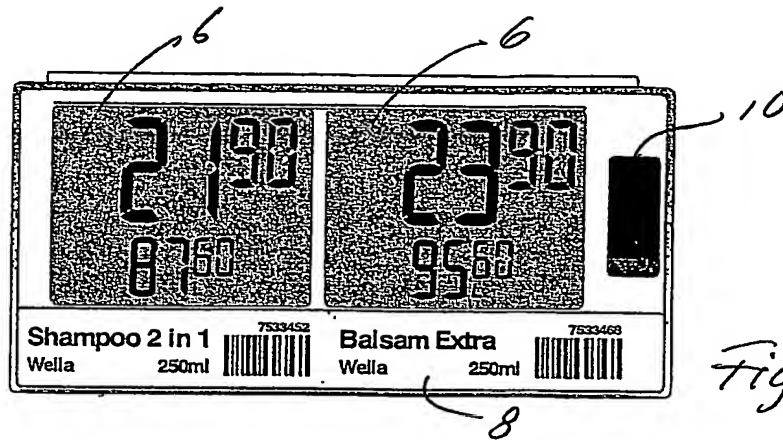 6 6
10
21 90 23 90
87 60 95 60
7533452 7533468
Shampoo 2 in 1 Balsam Extra
Wella 250ml Wella 250ml
Fig
8